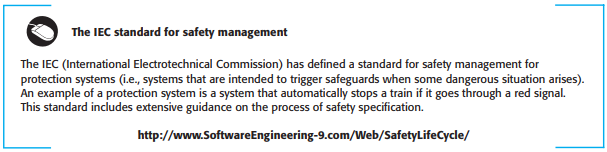 The IEC standard for safety management
The IEC (International Electrotechnical Commission) has defined a standard for safety management for
protection systems (i.e., systems that are intended to trigger safeguards when some dangerous situation arises).
An example of a protection system is a system that automatically stops a train if it goes through a red signal.
This standard includes extensive guidance on the process of safety specification.
http://www.SoftwareEngineering-9.com/Web/SafetyLifeCycle/